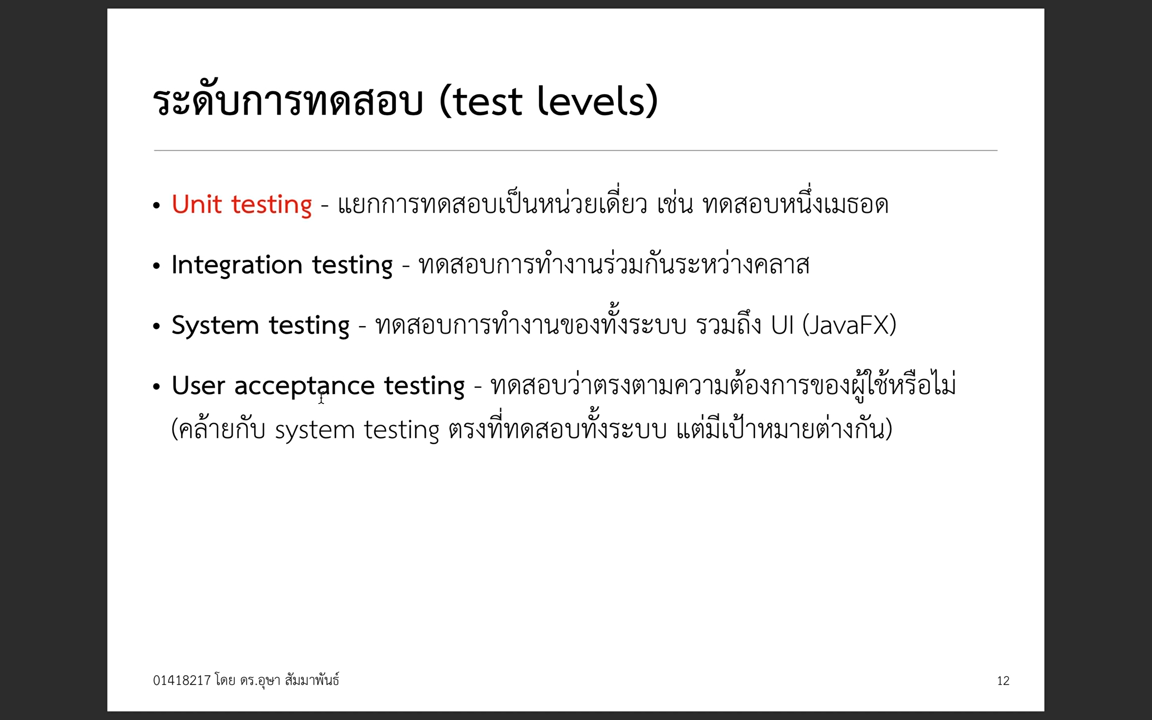 ระดับการทดสอบ (test levels)
• Unit testing - แยกการทดสอบเป็นหน่วยเดี่ยว เช่น ทดสอบหนึ่งเมธอด
• Integration testing - ทดสอบการทำงานร่วมกันระหว่างคลาส
• System testing - ทดสอบการทำงานของทั้งระบบ รวมถึง UI (JavaFX)
• User acceptance testing - ทดสอบว่าตรงตามความต้องการของผู้ใช้หรือไม่
(คล้ายกับ system testing ตรงที่ทดสอบทั้งระบบ แต่มีเป้าหมายต่างกัน)
01418217 โดย ดร.อุษา สัมมาพันธ์
12